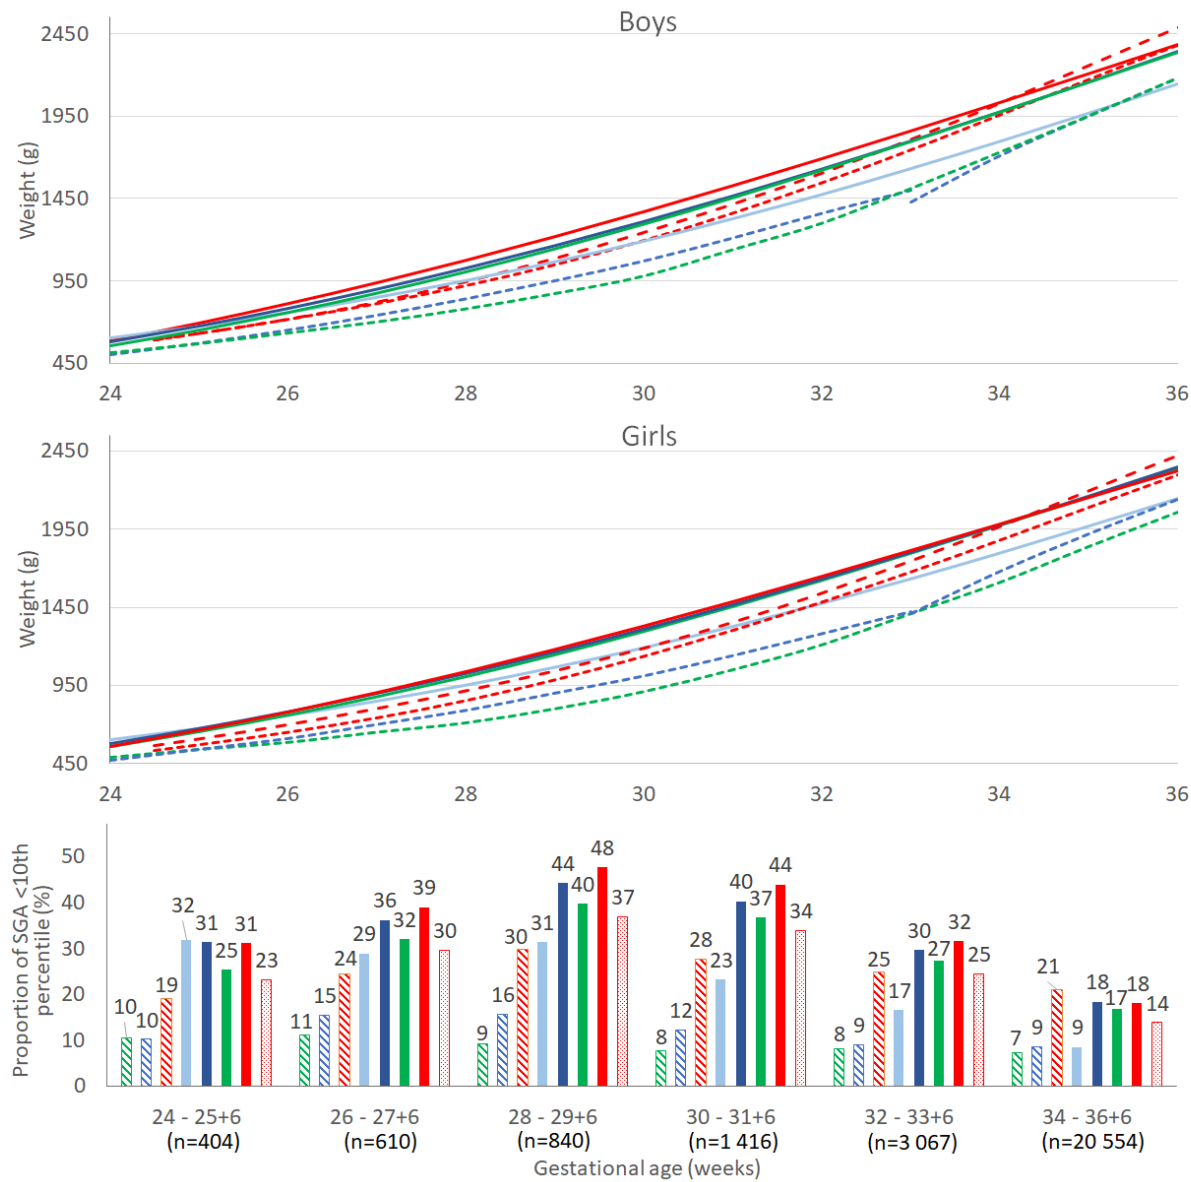 Boys
Weight (g)
2450
1950
1450
950
450
24 26 28 30 32 34 36
Girls
Weight (g)
2450
1950
1450
950
450
24 26 28 30 32 34 36
Proportion of SGA <10th
percentile (%)
50
40
30
20
10
0
10 10 19 32 31 25 31 23
11 15 24 29 36 32 39 30
9 16 30 31 44 40 48 37
8 12 28 23 40 37 44 34
8 9 25 17 30 27 32 25
7 9 21 9 18 17 18 14
24 - 25+6 26 - 27+6 28 - 29+6 30 - 31+6 32 - 33+6 34 - 36+6
(n=404) (n=610) (n=840) (n=1 416) (n=3 067) (n=20 554)
Gestational age (weeks)